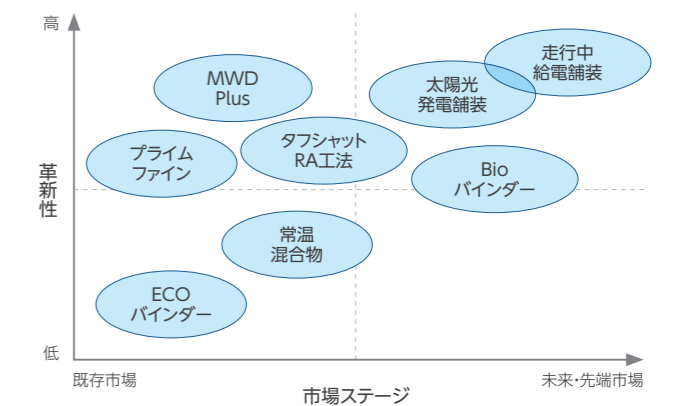 高
走行中
給電舗装
MWD
Plus
太陽光
発電舗装
タフシャット
RA工法
プライム
ファイン
Bio
バインダー
革新性
常温
混合物
ECO
バインダー
低
既存市場
未来・先端市場
市場ステージ